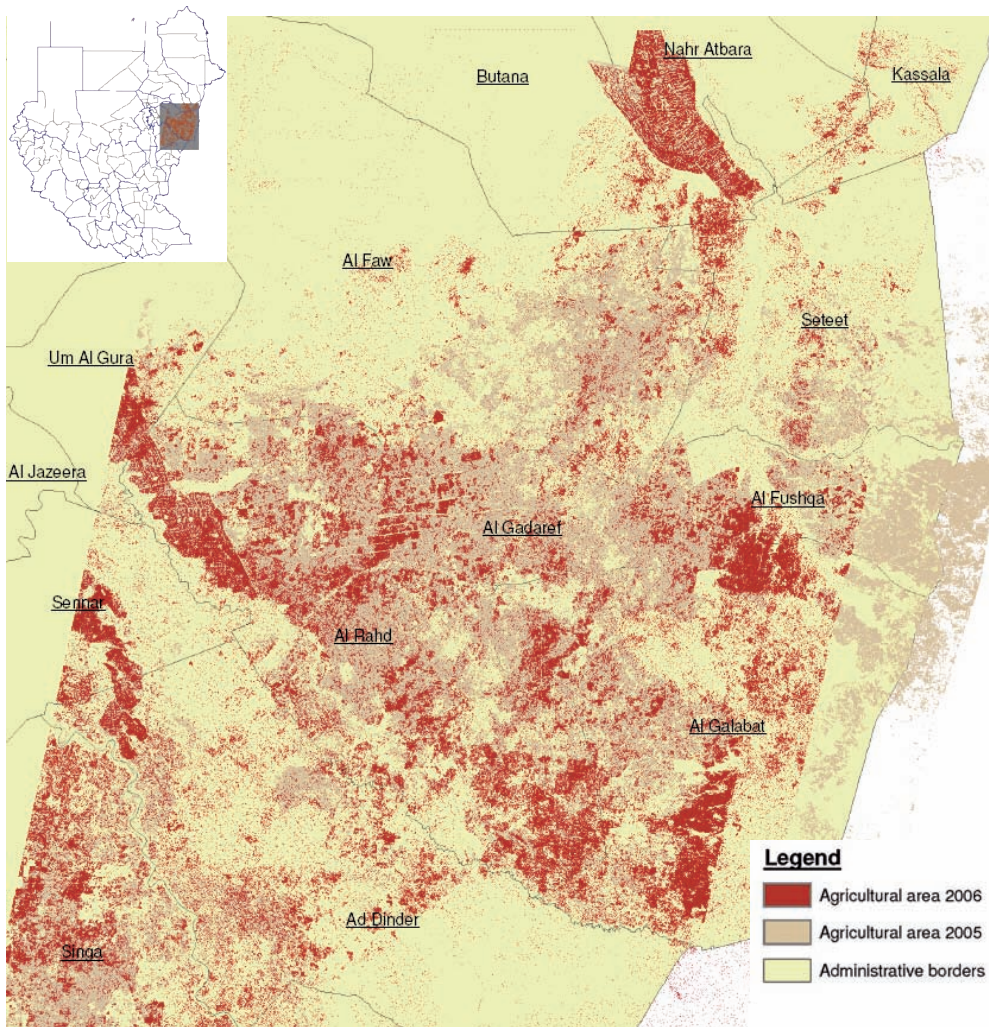 Nahr Atbara
Butana
Kassala
Al Faw
Seteet
Um Al Gura
Al Jazeera
Al Fushqa
Al Gadaref
Sennar
Al Rahd
Al Galabat
Ad Dinder
Singa
Legend
Agricultural area 2006
Agricultural area 2005
Administrative borders